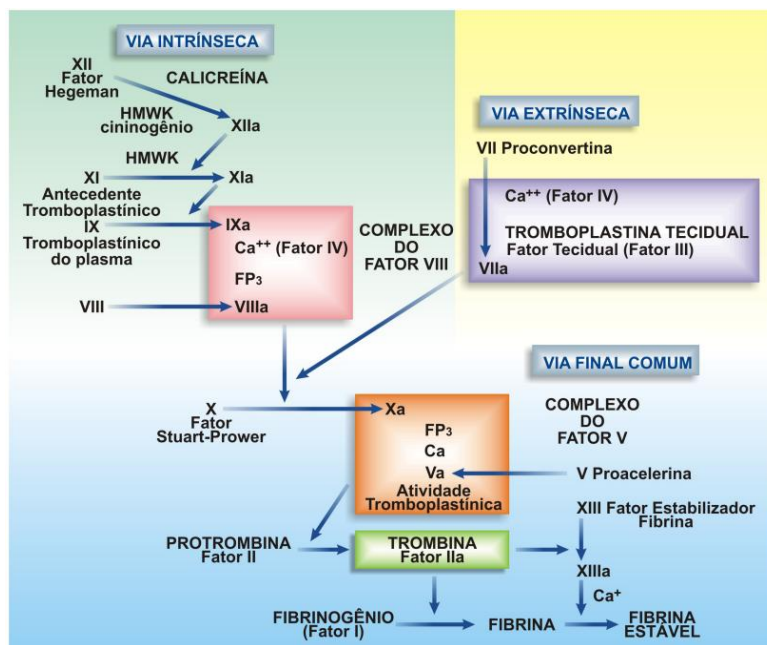 VIA INTRÍNSECA
XII
Fator
Hegeman
CALICREÍNA
HMWK
cininogênio
XIIa
HMWK
XI
XIa
Antecedente
Tromboplastínico
IX
Tromboplastínico
do plasma
IXa
Ca++ (Fator IV)
FP3
VIII
VIIIa
COMPLEXO
DO
FATOR VIII
VIA EXTRÍNSECA
VII Proconvertina
Ca++ (Fator IV)
TROMBOPLASTINA TECIDUAL
Fator Tecidual (Fator III)
VIIa
VIA FINAL COMUM
X
Fator
Stuart-Prower
Xa
FP3
Ca
Va
Atividade
Tromboplastínica
COMPLEXO
DO
FATOR V
V Proacelerina
XIII Fator Estabilizador
Fibrina
PROTROMBINA
Fator II
TROMBINA
Fator IIa
XIIIa
Ca+
FIBRINOGÊNIO
(Fator I)
FIBRINA
FIBRINA
ESTÁVEL